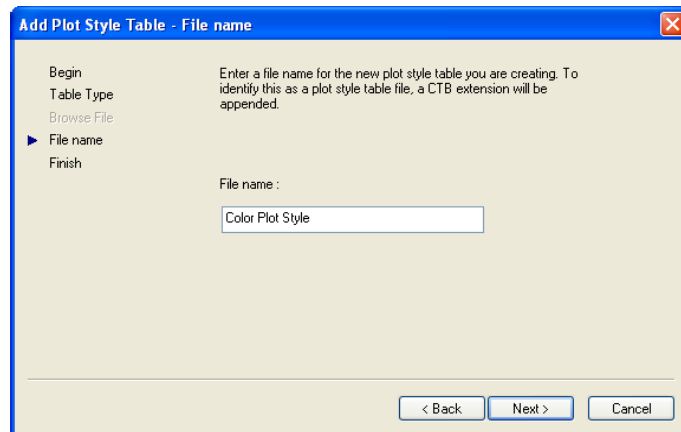 Add Plot Style Table - File name
Begin
Table Type
Browse File
File name
Finish
Enter a file name for the new plot style table you are creating. To
identify this as a plot style table file, a CTB extension will be
appended.
File name :
Color Plot Style
< Back
Next >
Cancel